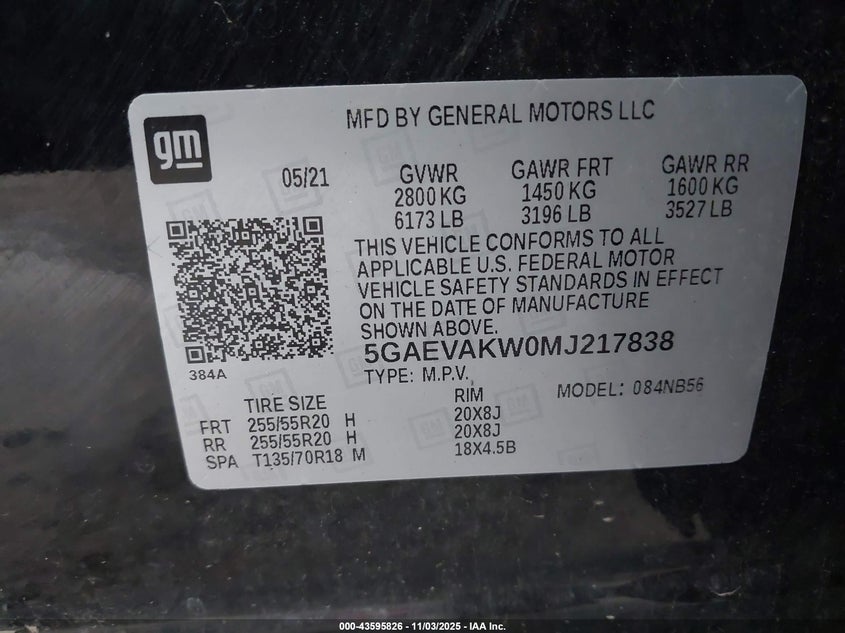 gm
MFD BY GENERAL MOTORS LLC
05/21 GVWR GAWR FRT GAWR RR
2800 KG 1450 KG 1600 KG
6173 LB 3196 LB 3527 LB
THIS VEHICLE CONFORMS TO ALL
APPLICABLE U.S. FEDERAL MOTOR
VEHICLE SAFETY STANDARDS IN EFFECT
ON THE DATE OF MANUFACTURE
SHOWN ABOVE.
5GAEVAKW0MJ217838
384A
TYPE: M.P.V. MODEL: 084NB56
TIRE SIZE RIM
FRT 255/55R20 H 20X8J
RR 255/55R20 H 20X8J
SPA T135/70R18 M 18X4.5B
000-43595826 - 11/03/2025 - IAA Inc.